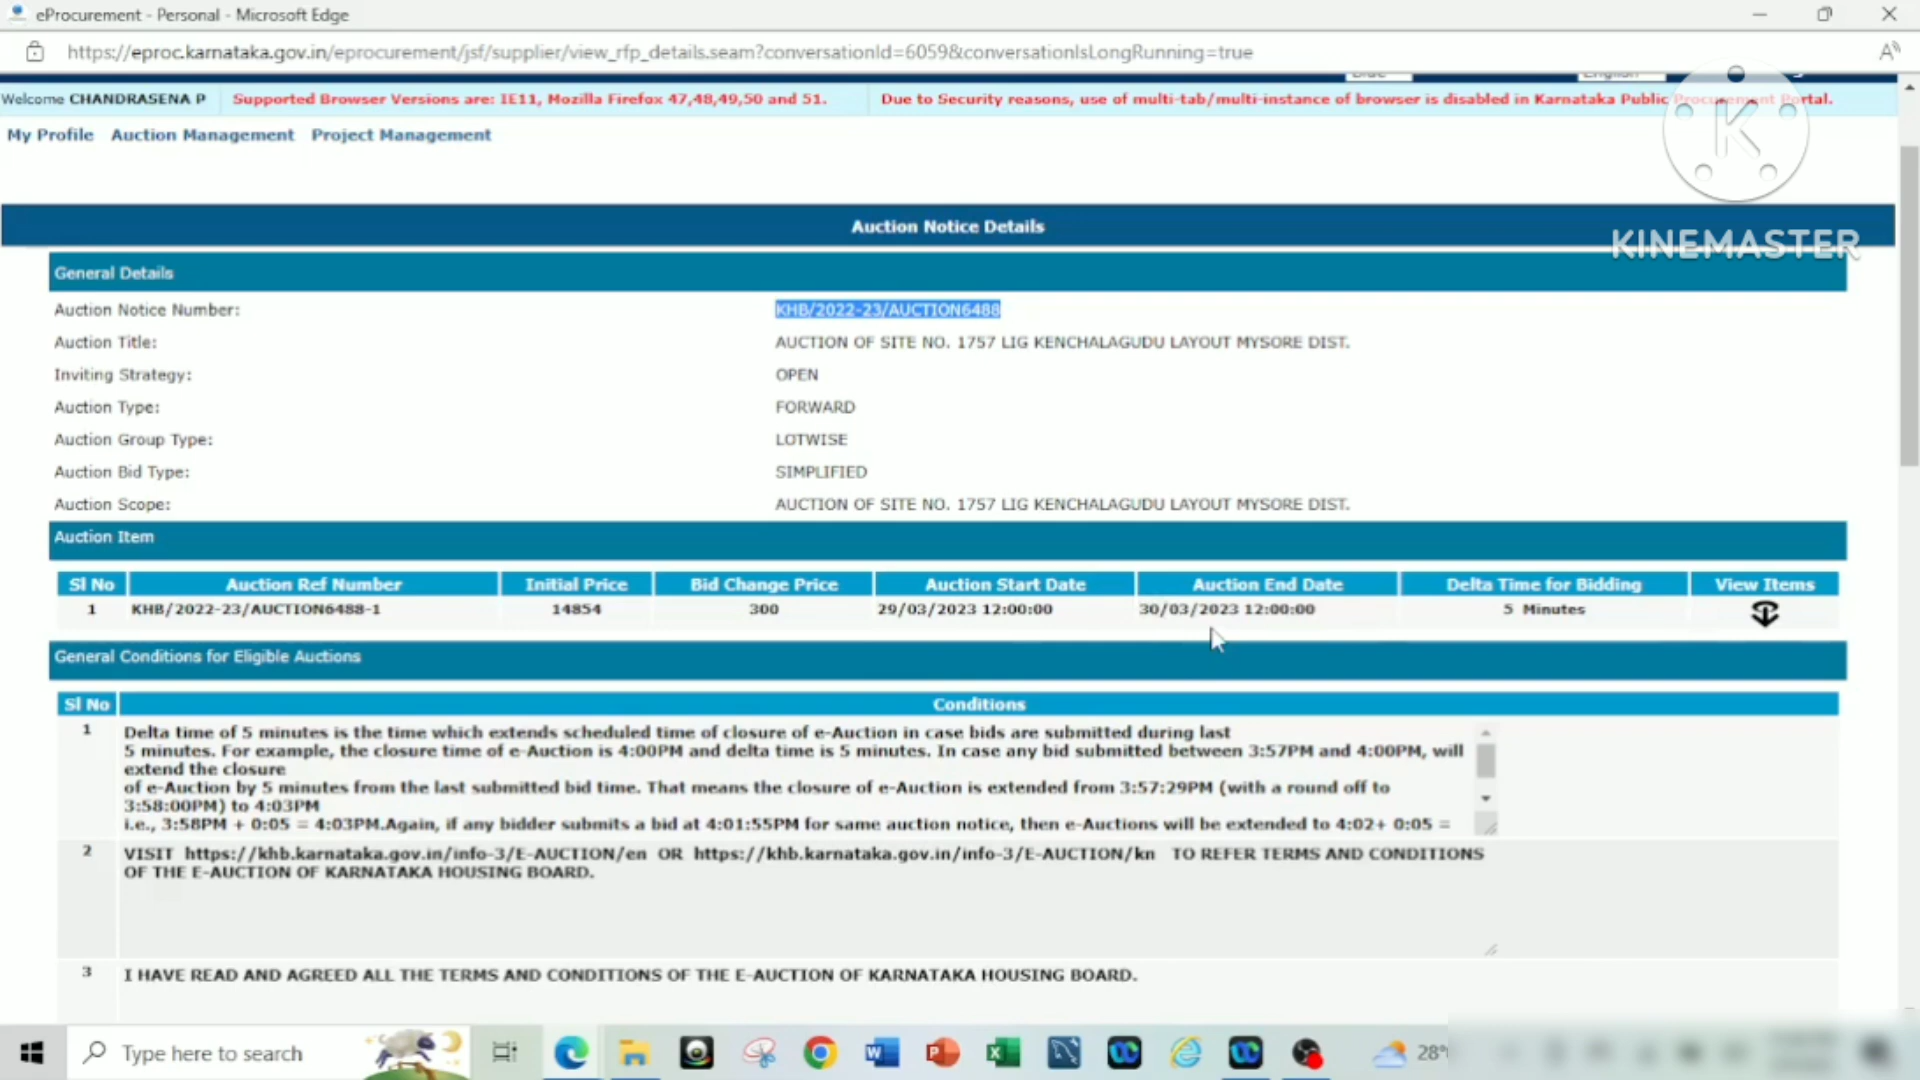 eProcurement - Personal - Microsoft Edge
https://eproc.karnataka.gov.in/eprocurement/jsf/supplier/view_rfp_details.seam?conversationId=6059&conversationIsLongRunning=true
Welcome CHANDRASENA P Supported Browser Versions are: IE11, Mozilla Firefox 47,48,49,50 and 51. Due to Security reasons, use of multi-tab/multi-instance of browser is disabled in Karnataka Public Procurement Portal.
My Profile Auction Management Project Management
K
KINEMASTER
Auction Notice Details
General Details
Auction Notice Number: KHB/2022-23/AUCTION6488
Auction Title: AUCTION OF SITE NO. 1757 LIG KENCHALAGUDU LAYOUT MYSORE DIST.
Inviting Strategy: OPEN
Auction Type: FORWARD
Auction Group Type: LOTWISE
Auction Bid Type: SIMPLIFIED
Auction Scope: AUCTION OF SITE NO. 1757 LIG KENCHALAGUDU LAYOUT MYSORE DIST.
Auction Item
Sl No Auction Ref Number Initial Price Bid Change Price Auction Start Date Auction End Date Delta Time for Bidding View Items
1 KHB/2022-23/AUCTION6488-1 14854 300 29/03/2023 12:00:00 30/03/2023 12:00:00 5 Minutes
General Conditions for Eligible Auctions
Sl No Conditions
1 Delta time of 5 minutes is the time which extends scheduled time of closure of e-Auction in case bids are submitted during last
5 minutes. For example, the closure time of e-Auction is 4:00PM and delta time is 5 minutes. In case any bid submitted between 3:57PM and 4:00PM, will
extend the closure
of e-Auction by 5 minutes from the last submitted bid time. That means the closure of e-Auction is extended from 3:57:29PM (with a round off to
3:58:00PM) to 4:03PM
i.e., 3:58PM + 0:05 = 4:03PM.Again, if any bidder submits a bid at 4:01:55PM for same auction notice, then e-Auctions will be extended to 4:02+ 0:05 =
2 VISIT https://khb.karnataka.gov.in/info-3/E-AUCTION/en OR https://khb.karnataka.gov.in/info-3/E-AUCTION/kn TO REFER TERMS AND CONDITIONS
OF THE E-AUCTION OF KARNATAKA HOUSING BOARD.
3 I HAVE READ AND AGREED ALL THE TERMS AND CONDITIONS OF THE E-AUCTION OF KARNATAKA HOUSING BOARD.
Type here to search
28°